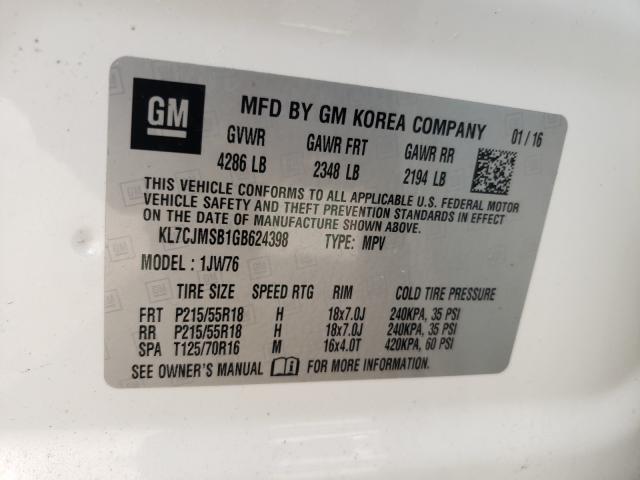 GM
MFD BY GM KOREA COMPANY 01/16
GVWR GAWR FRT GAWR RR
4286 LB 2348 LB 2194 LB
THIS VEHICLE CONFORMS TO ALL APPLICABLE U.S. FEDERAL MOTOR
VEHICLE SAFETY AND THEFT PREVENTION STANDARDS IN EFFECT
ON THE DATE OF MANUFACTURE SHOWN ABOVE.
KL7CJMSB1GB624398 TYPE: MPV
MODEL : 1JW76
TIRE SIZE SPEED RTG RIM COLD TIRE PRESSURE
FRT P215/55R18 H 18x7.0J 240KPA, 35 PSI
RR P215/55R18 H 18x7.0J 240KPA, 35 PSI
SPA T125/70R16 M 16x4.0T 420KPA, 60 PSI
SEE OWNER'S MANUAL FOR MORE INFORMATION